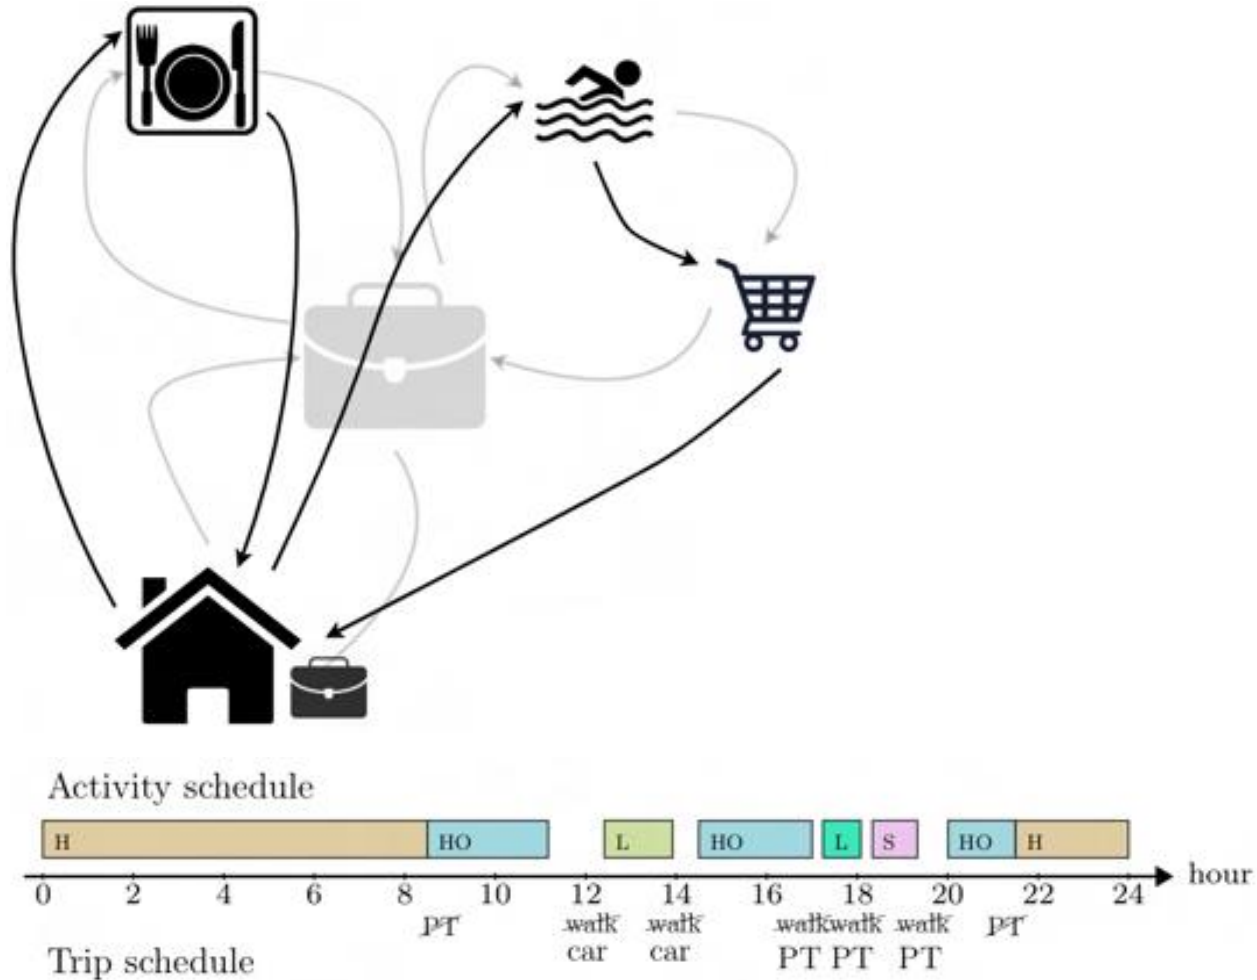 Activity schedule
H HO L HO L S HO H
0 2 4 6 8 10 12 14 16 18 20 22 24 hour
PT walk walk walk walk walk PT
car car PT PT PT
Trip schedule